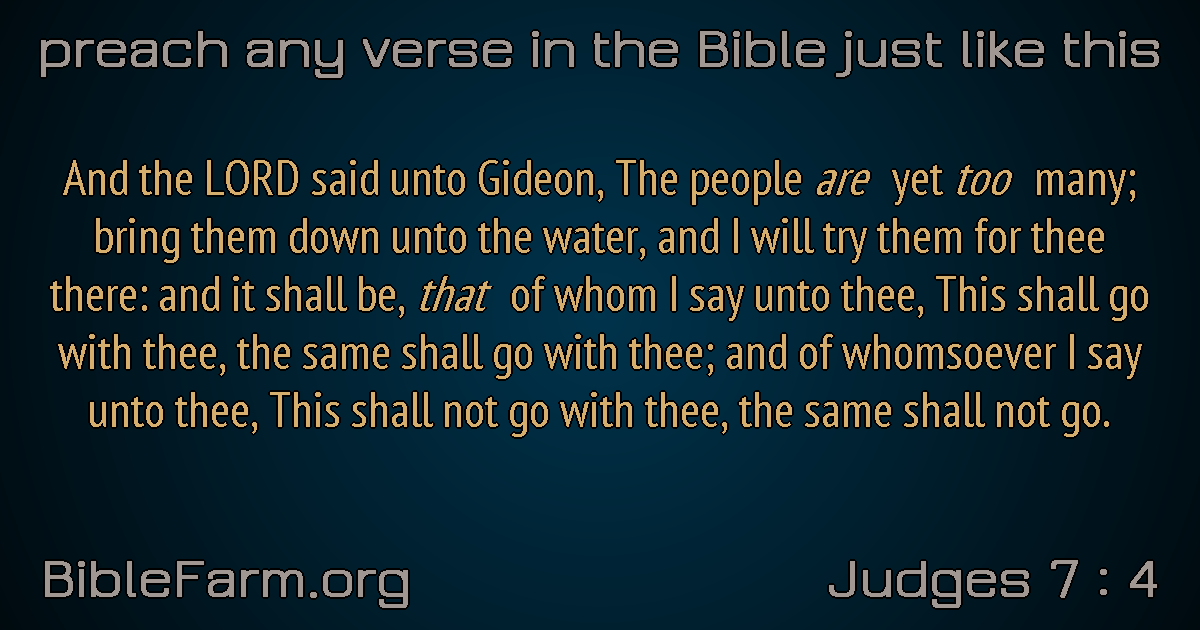 preach any verse in the Bible just like this
And the LORD said unto Gideon, The people are yet too many;
bring them down unto the water, and I will try them for thee
there: and it shall be, that of whom I say unto thee, This shall go
with thee, the same shall go with thee; and of whomsoever I say
unto thee, This shall not go with thee, the same shall not go.
BibleFarm.org
Judges 7 : 4